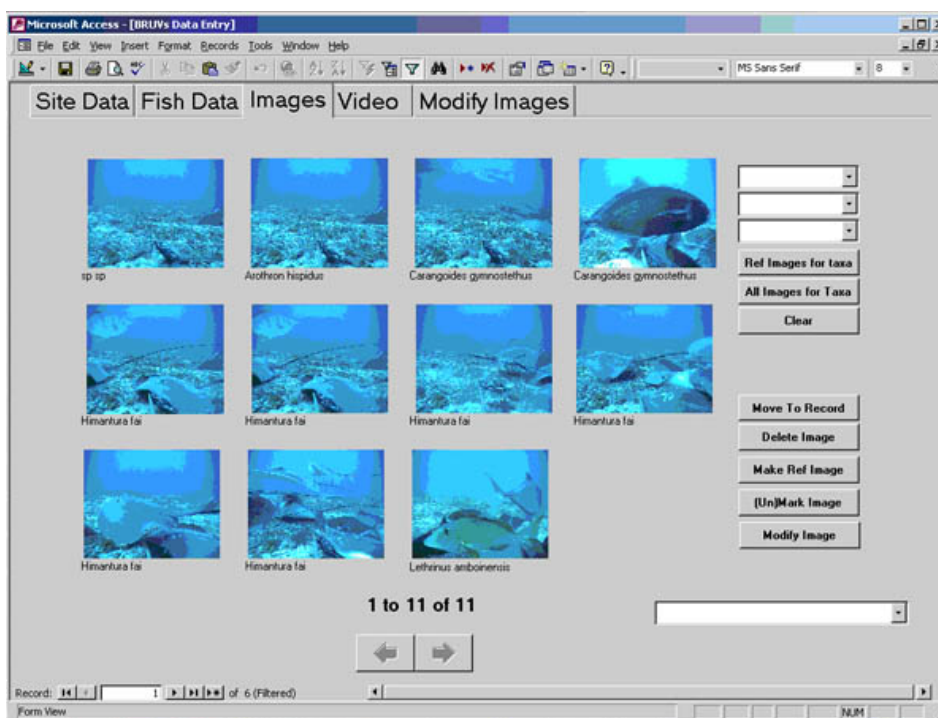 Microsoft Access - [BRUVs Data Entry]
File Edit View Insert Format Records Tools Window Help
MS Sans Serif 8
Site Data Fish Data Images Video Modify Images
sp sp Arothron hispidus Carangoides gymnostethus Carangoides gymnostethus
Ref Images for taxa
All Images for Taxa
Clear
Himantura fai Himantura fai Himantura fai Himantura fai
Move To Record
Delete Image
Make Ref Image
(Un)Mark Image
Modify Image
Himantura fai Himantura fai Lethrinus amboinensis
1 to 11 of 11
Record: 1 of 6 (Filtered)
Form View NUM